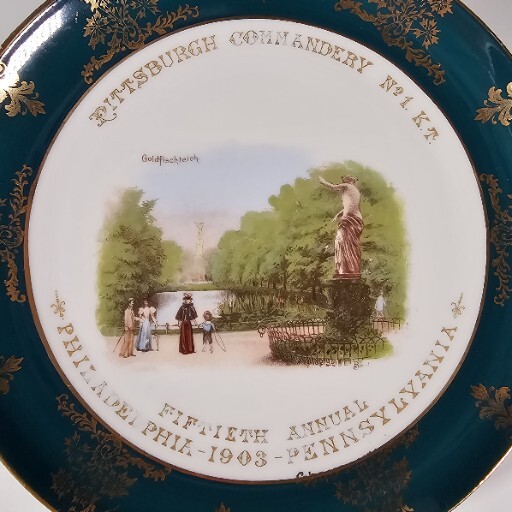 PITTSBURGH COMMANDERY No 1 K.T.
Goldfischteich
FIFTIETH ANNUAL
PHILADELPHIA-1903-PENNSYLVANIA